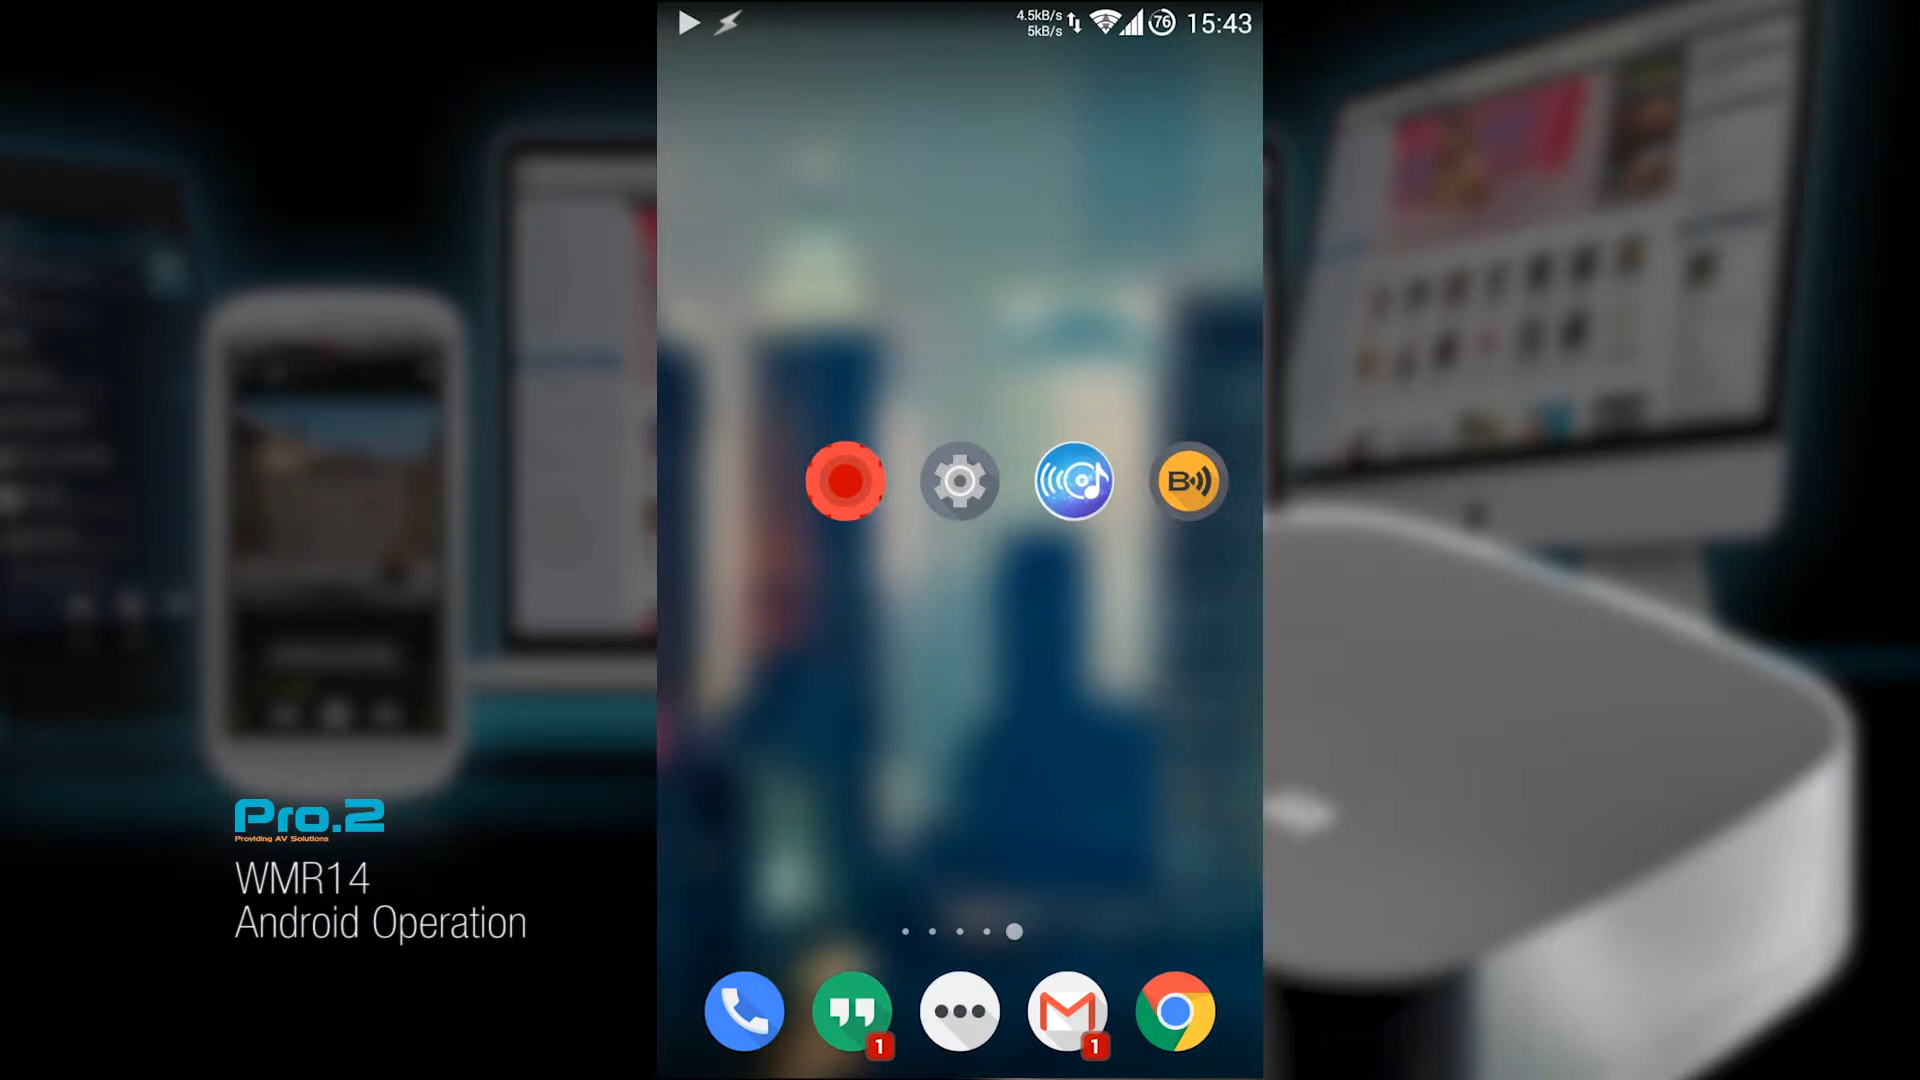 4.5kB/s
5kB/s
76
15:43
B
Pro.2
Providing AV Solutions
WMR14
Android Operation
1
1